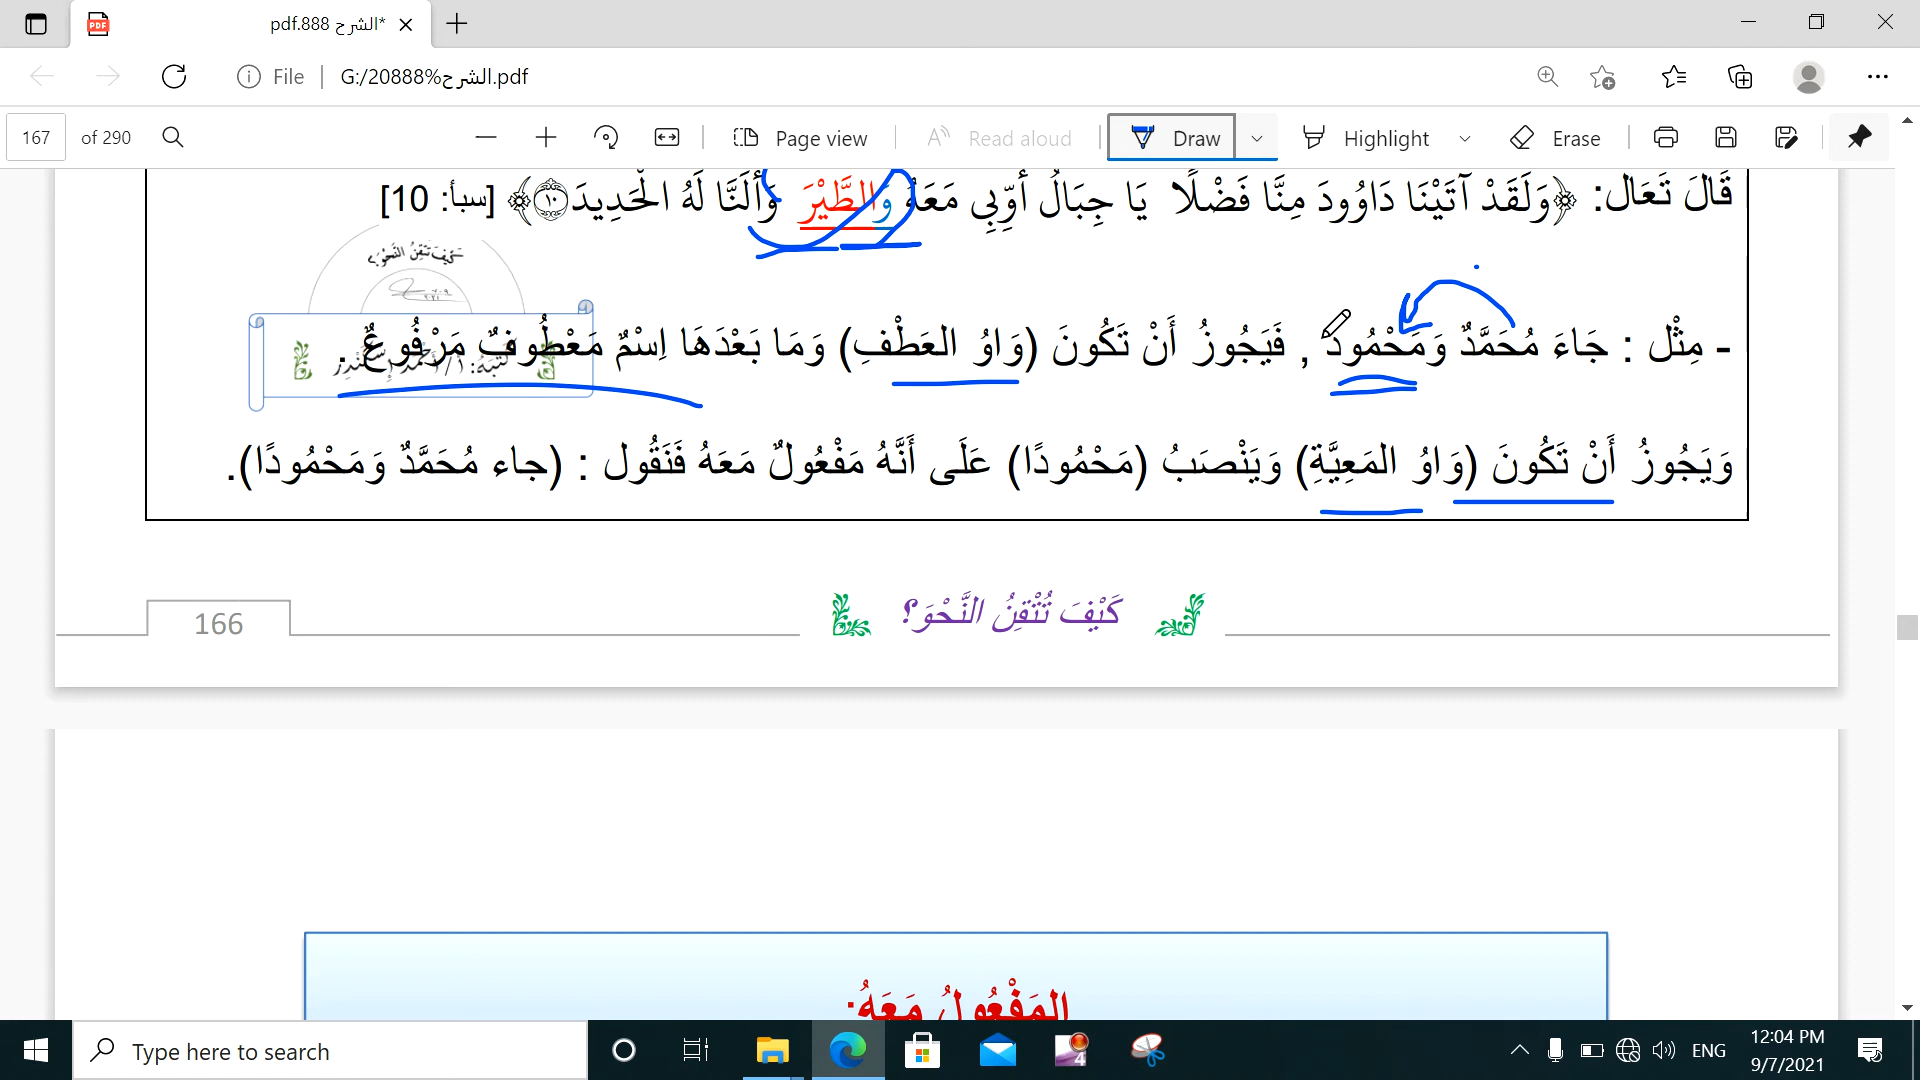 الشرح 888.pdf*
File
G:/20888%الشرح.pdf
167 of 290
Page view
Read aloud
Draw
Highlight
Erase
قَالَ تَعَال: ﴿وَلَقَدْ آتَيْنَا دَاوُودَ مِنَّا فَضْلًا يَا جِبَالُ أَوِّبِي مَعَهُ وَالطَّيْرَ وَأَلَنَّا لَهُ الْحَدِيدَ ١٠﴾ [سبأ: 10]
كَيْفَ تُتْقِنُ النَّحْوَ؟
- مِثْل : جَاءَ مُحَمَّدٌ وَمَحْمُودٌ , فَيَجُوزُ أَنْ تَكُونَ (وَاوُ العَطْفِ) وَمَا بَعْدَهَا اِسْمٌ مَعْطُوفٌ مَرْفُوعٌ .
وَيَجُوزُ أَنْ تَكُونَ (وَاوُ المَعِيَّةِ) وَيَنْصَبُ (مَحْمُودًا) عَلَى أَنَّهُ مَفْعُولٌ مَعَهُ فَنَقُول : (جاء مُحَمَّدٌ وَمَحْمُودًا).
كَيْفَ تُتْقِنُ النَّحْوَ؟
166
المَفْعُولُ مَعَهُ:
Type here to search
4
ENG
12:04 PM
9/7/2021